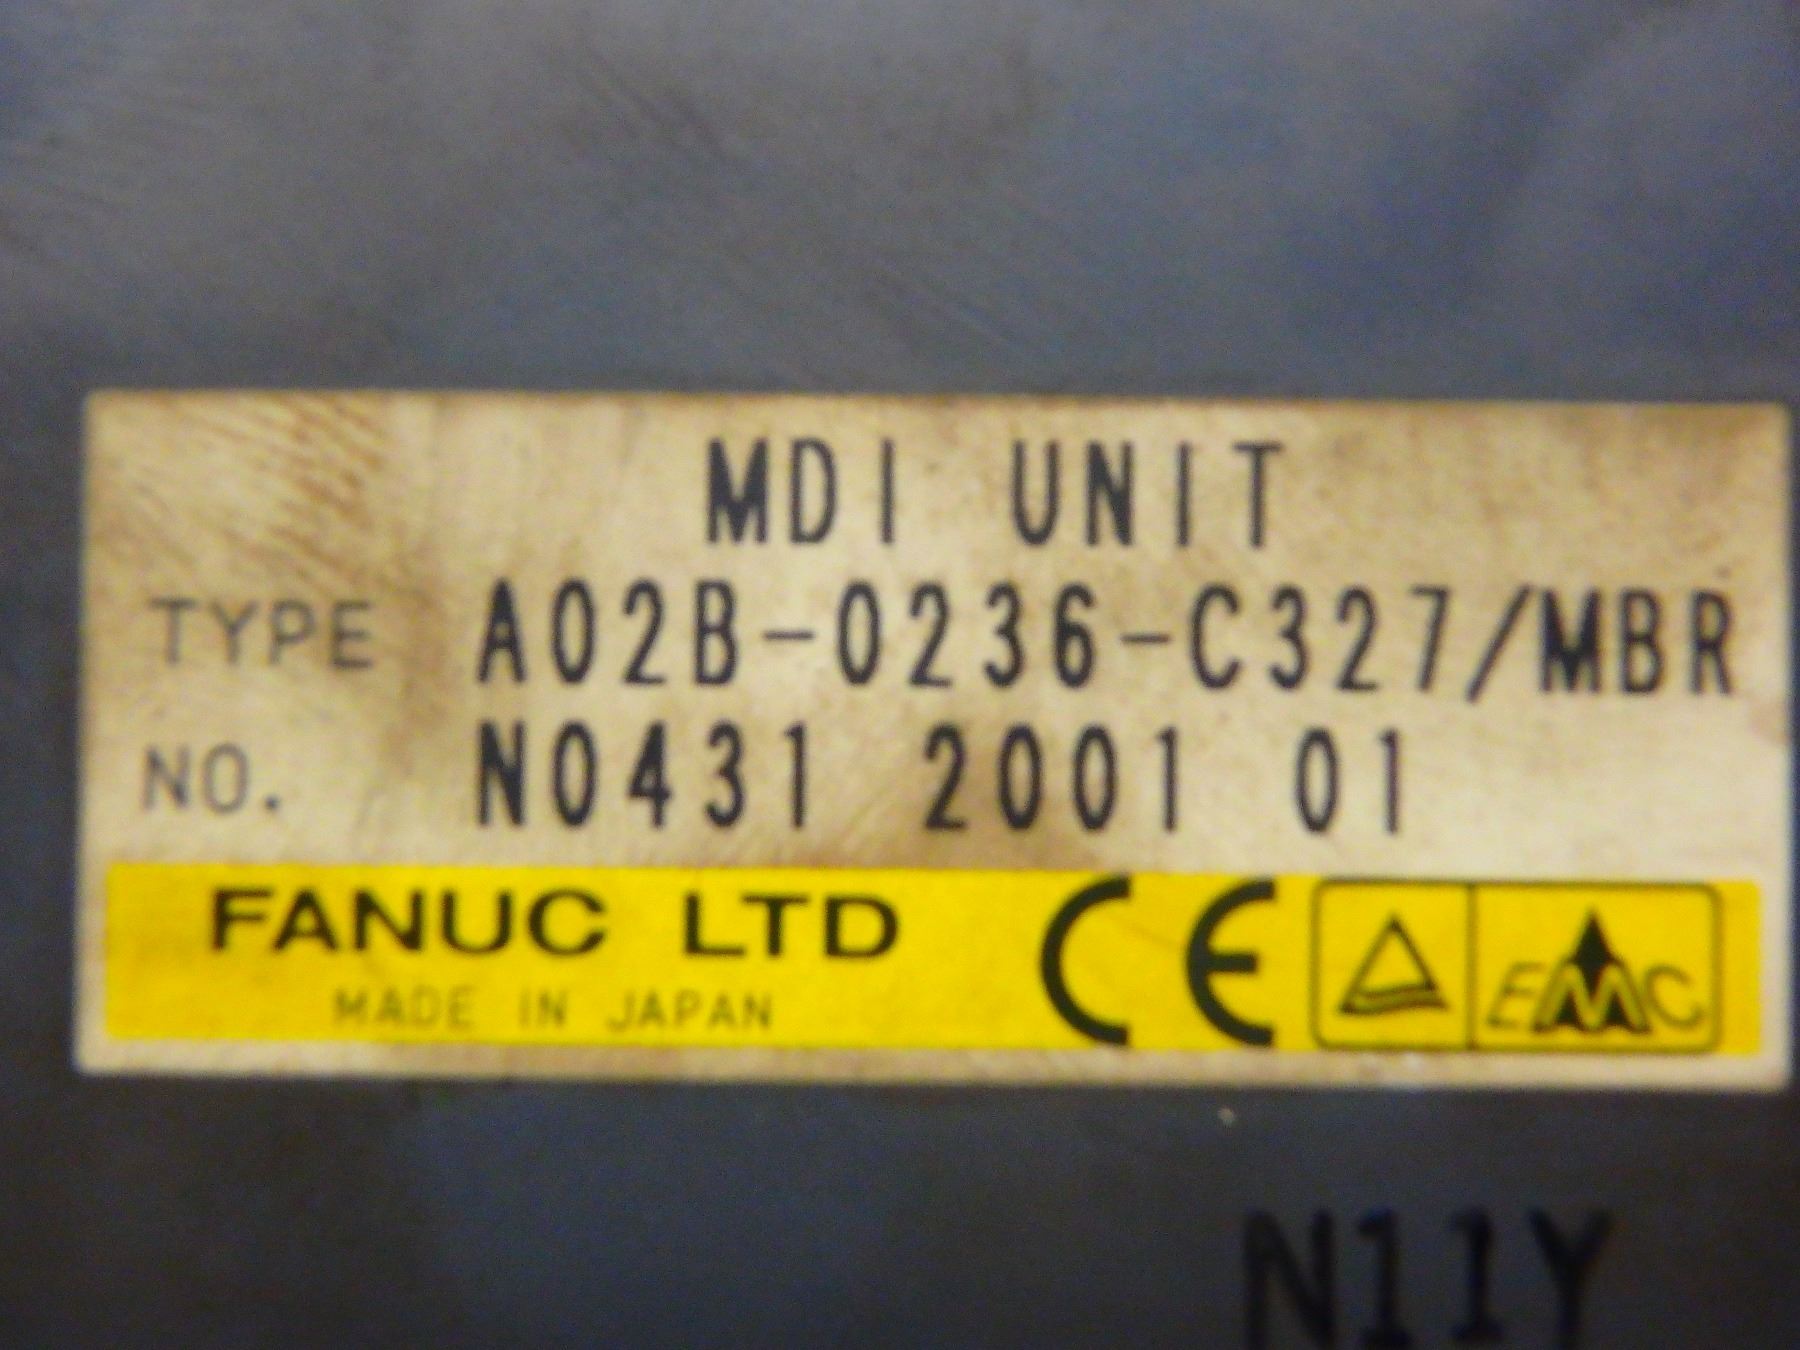 MDI UNIT
TYPE A02B-0236-C327/MBR
NO. N0431 2001 01
FANUC LTD CE EMC
MADE IN JAPAN
N11Y